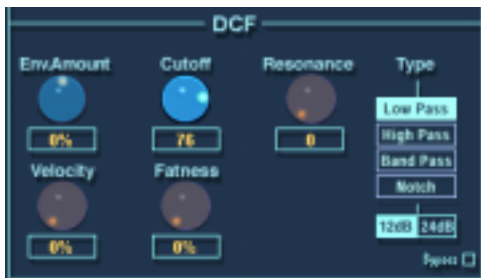 DCF
Env.Amount Cutoff Resonance Type
0% 76 0
Low Pass
High Pass
Band Pass
Notch
Velocity Fatness
0% 0%
12dB 24dB
Bypass